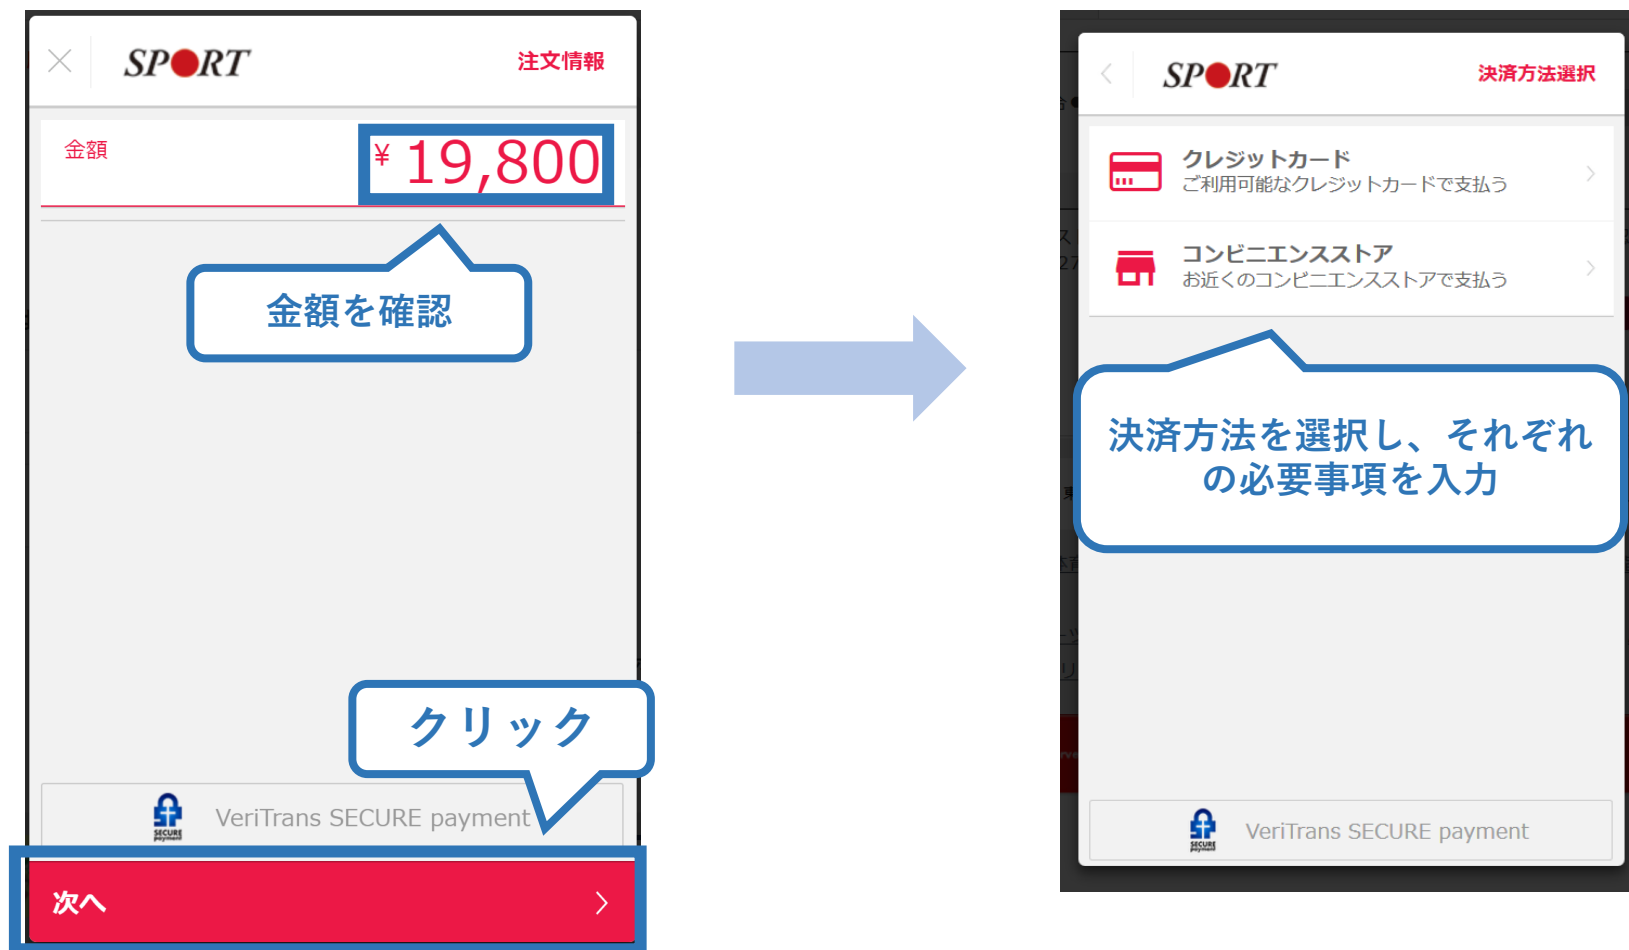 SPORT
注文情報
金額
¥ 19,800
金額を確認
クリック
VeriTrans SECURE payment
SECURE
payment
次へ
SPORT
決済方法選択
クレジットカード
ご利用可能なクレジットカードで支払う
コンビニエンスストア
お近くのコンビニエンスストアで支払う
決済方法を選択し、それぞれ
の必要事項を入力
VeriTrans SECURE payment
SECURE
payment